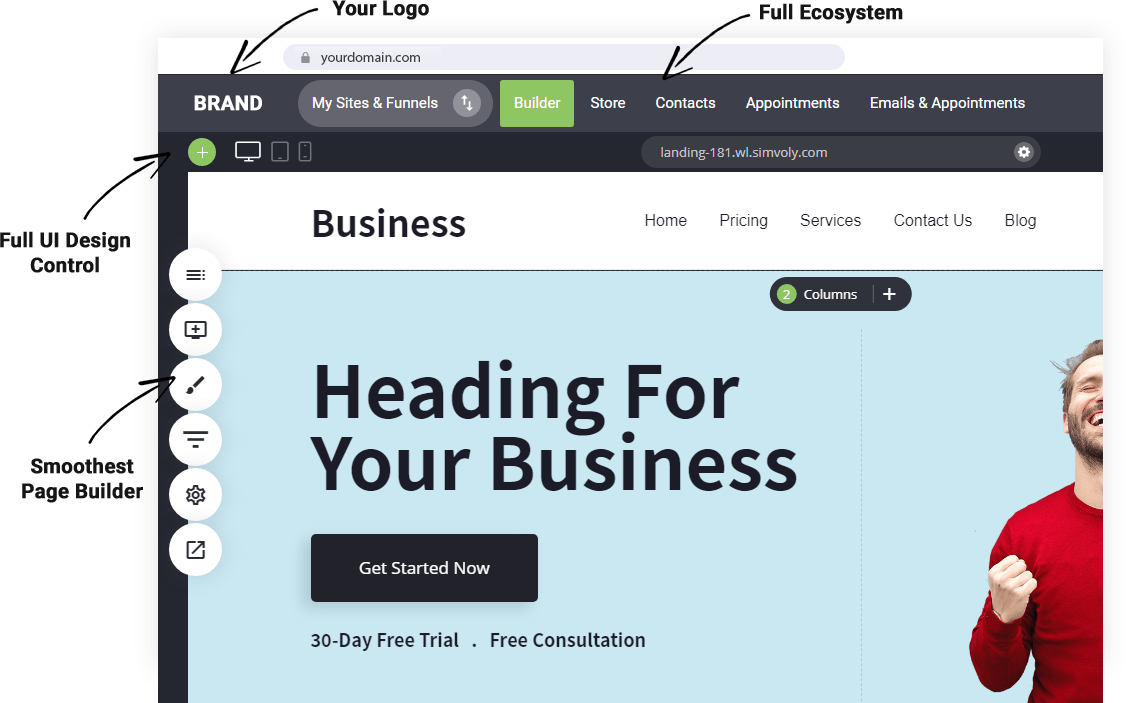 Your Logo
Full Ecosystem
yourdomain.com
BRAND
My Sites & Funnels
Builder
Store
Contacts
Appointments
Emails & Appointments
landing-181.wl.simvoly.com
Full UI Design
Control
Business
Home
Pricing
Services
Contact Us
Blog
2 Columns +
Heading For
Your Business
Smoothest
Page Builder
Get Started Now
30-Day Free Trial . Free Consultation